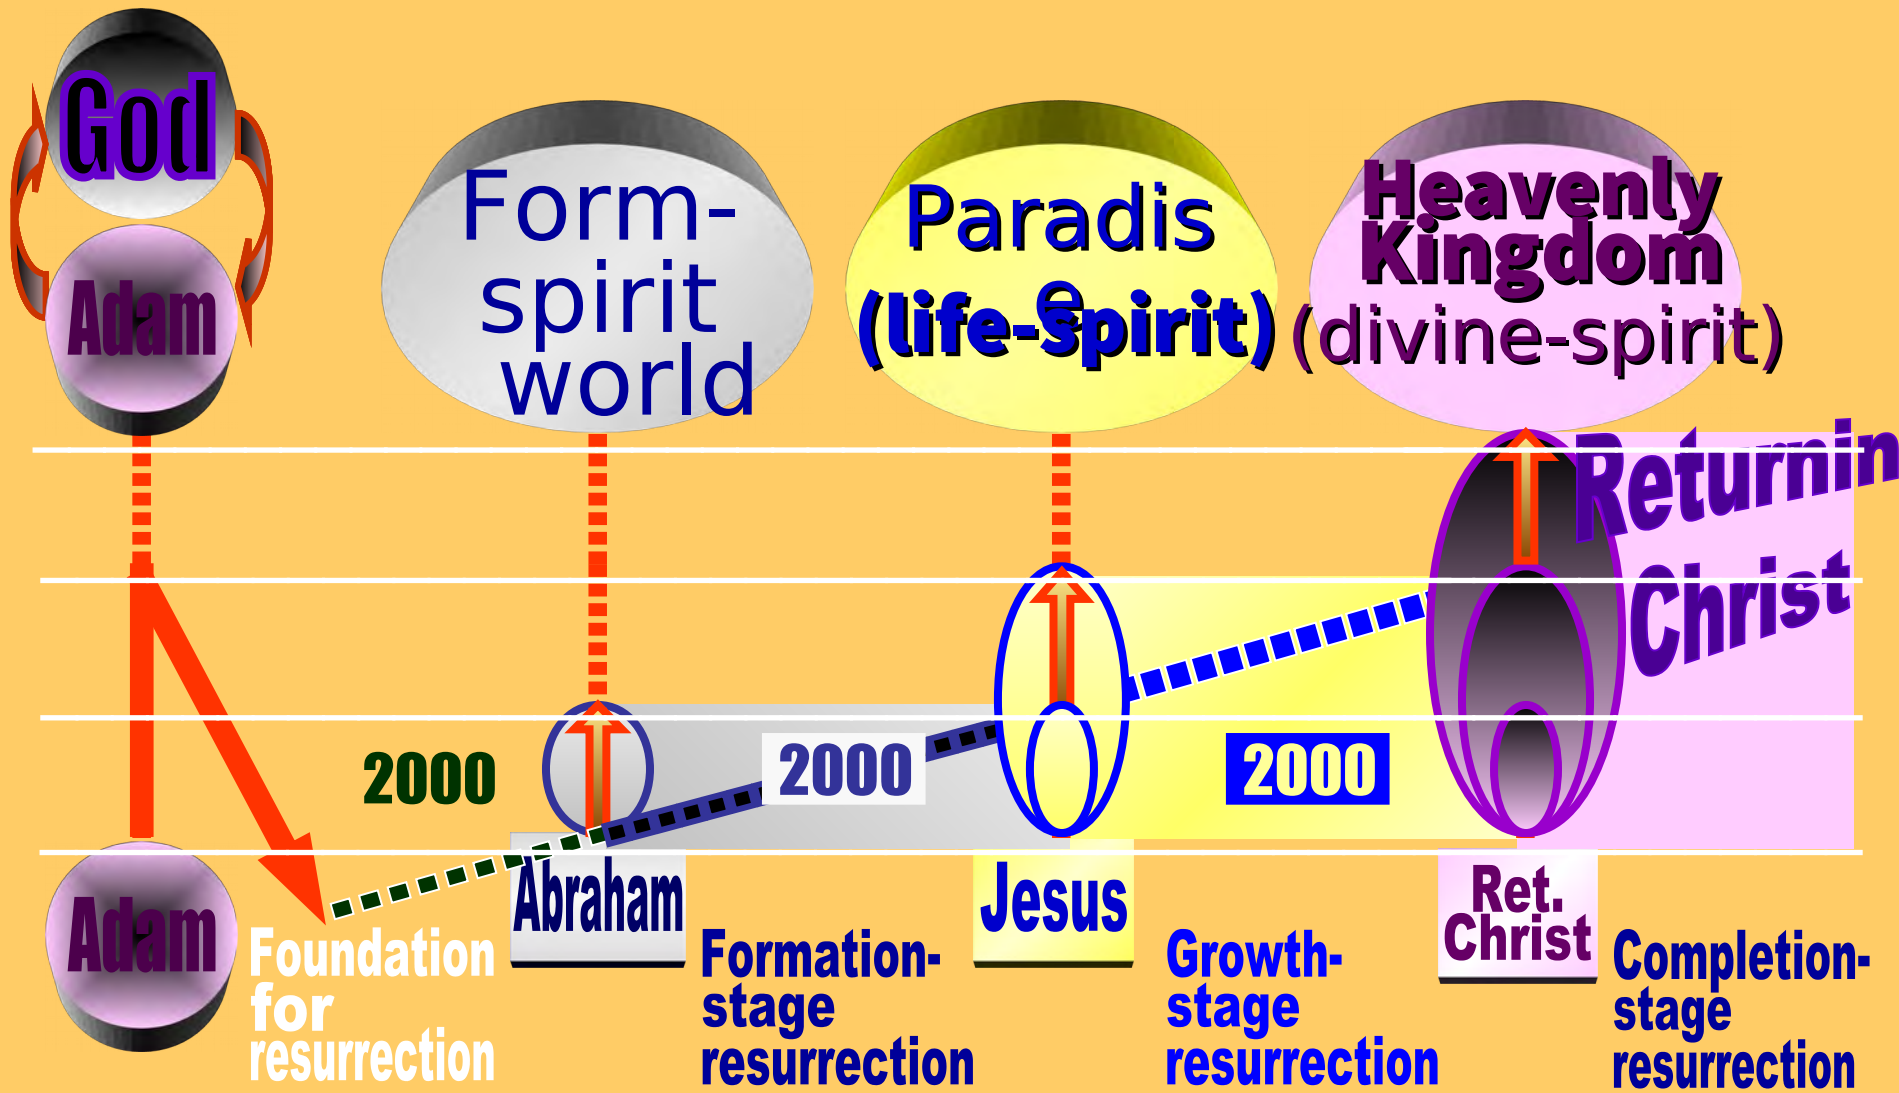 God
Adam
Form-
spirit
world
Paradis
e
(life-spirit)
Heavenly
Kingdom
(divine-spirit)
Returnin
Christ
2000
2000
2000
Adam
Foundation
for
resurrection
Abraham
Formation-
stage
resurrection
Jesus
Growth-
stage
resurrection
Ret.
Christ
Completion-
stage
resurrection